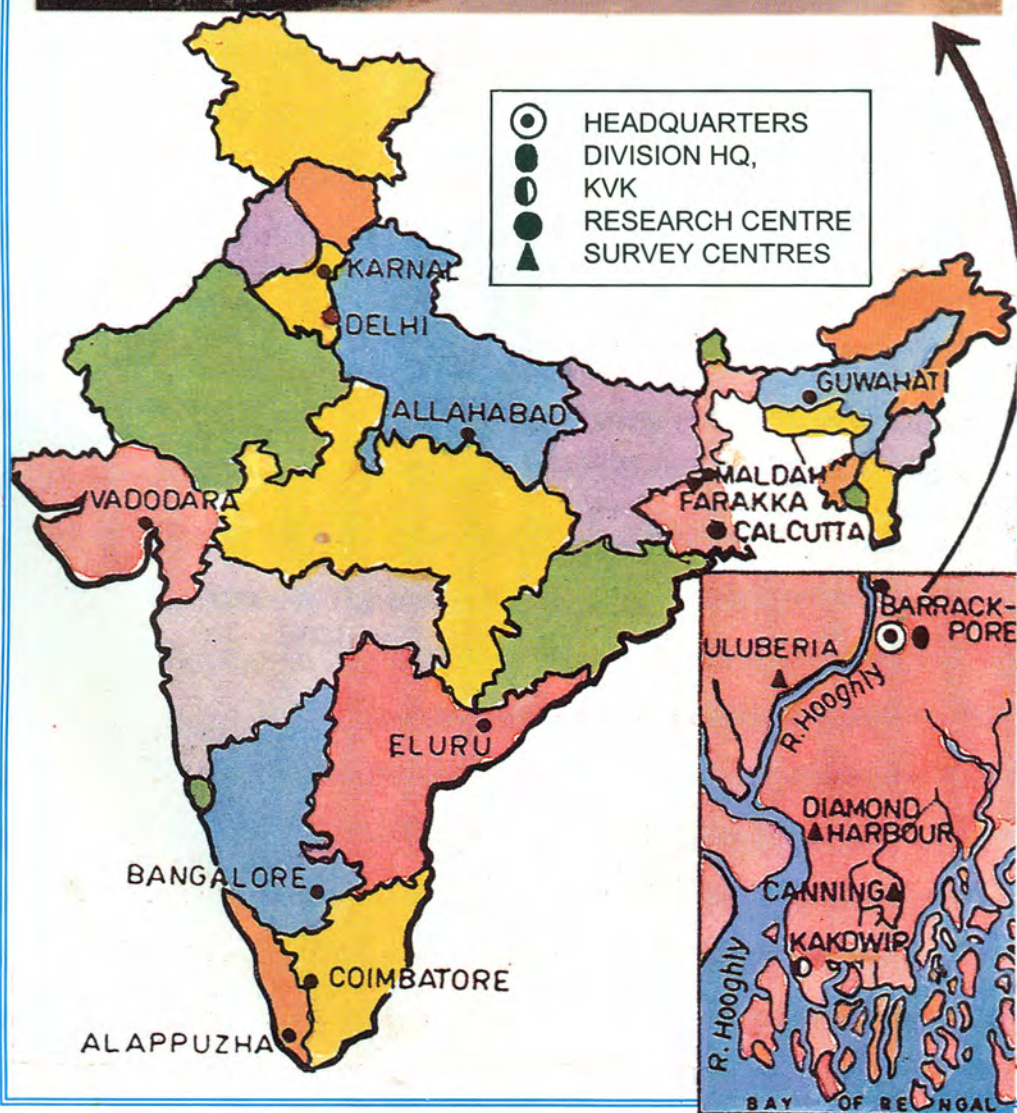 HEADQUARTERS
DIVISION HQ,
KVK
RESEARCH CENTRE
SURVEY CENTRES
KARNAL
DELHI
GUWAHATI
ALLAHABAD
MALDAH
VADODARA
FARAKKA
CALCUTTA
BARRACK-
PORE
ULUBERIA
R. Hooghly
ELURU
DIAMOND
HARBOUR
BANGALORE
CANNING
KAKDWIP
COIMBATORE
R. Hooghly
ALAPPUZHA
BAY OF BENGAL